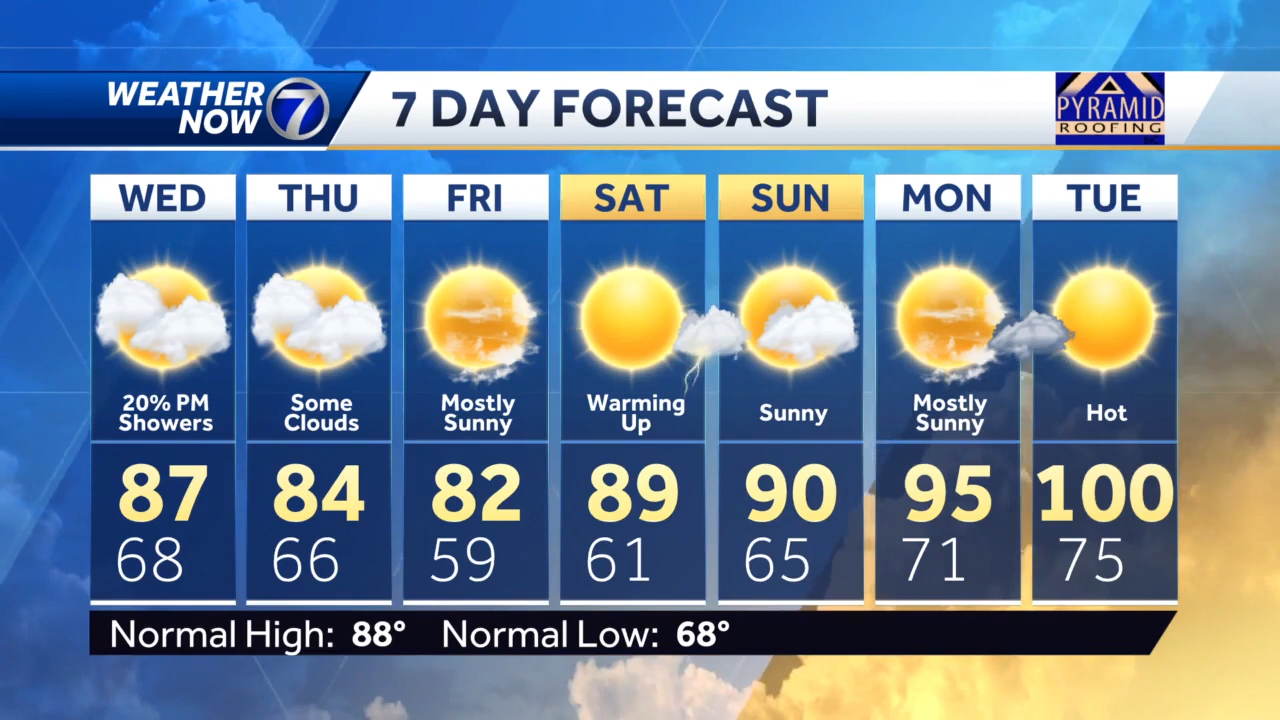 WEATHER
NOW 7
7 DAY FORECAST
PYRAMID
ROOFING
WED THU FRI SAT SUN MON TUE
20% PM
Showers
Some
Clouds
Mostly
Sunny
Warming
Up
Sunny
Mostly
Sunny
Hot
87 84 82 89 90 95 100
68 66 59 61 65 71 75
Normal High: 88° Normal Low: 68°